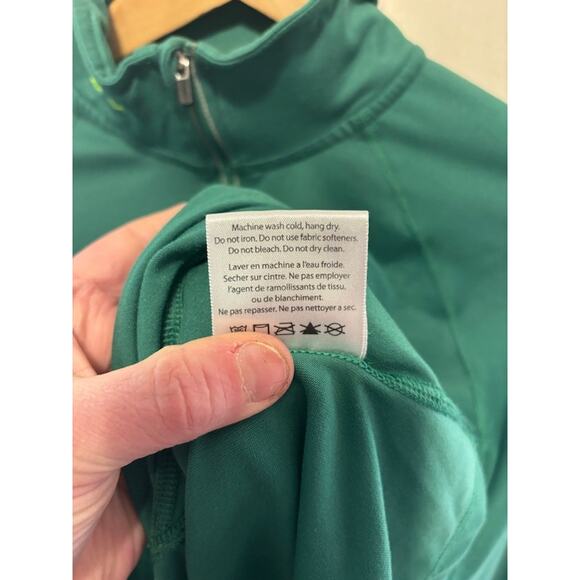 Machine wash cold, hang dry.
Do not iron. Do not use fabric softeners.
Do not bleach. Do not dry clean.
Laver en machine a l'eau froide.
Secher sur cintre. Ne pas employer
l'agent de ramollissants de tissu,
ou de blanchiment.
Ne pas repasser. Ne pas nettoyer a sec.